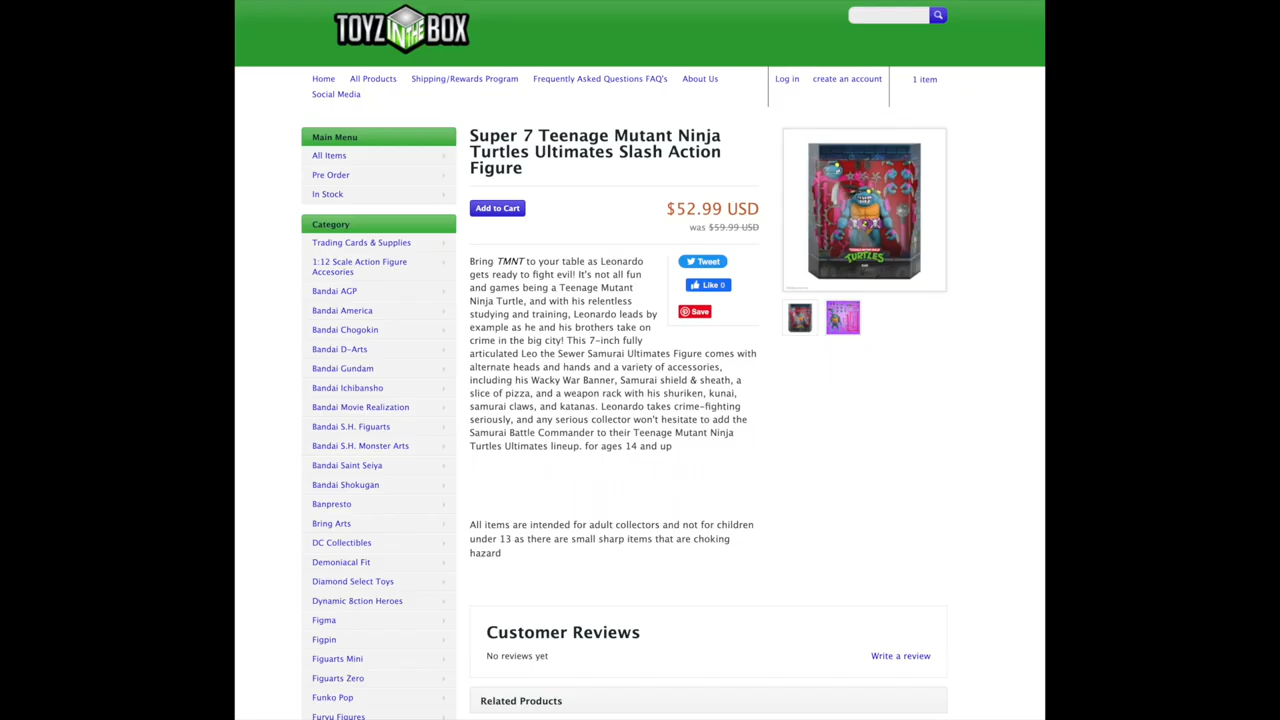 TOYZ IN THE BOX
Home All Products Shipping/Rewards Program Frequently Asked Questions FAQ's About Us
Social Media
Log in create an account
1 item
Main Menu
All Items
Pre Order
In Stock
Category
Trading Cards & Supplies
1:12 Scale Action Figure
Accesories
Bandai AGP
Bandai America
Bandai Chogokin
Bandai D-Arts
Bandai Gundam
Bandai Ichibansho
Bandai Movie Realization
Bandai S.H. Figuarts
Bandai S.H. Monster Arts
Bandai Saint Seiya
Bandai Shokugan
Banpresto
Bring Arts
DC Collectibles
Demoniacal Fit
Diamond Select Toys
Dynamic 8ction Heroes
Figma
Figpin
Figuarts Mini
Figuarts Zero
Funko Pop
Furyu Figures
Super 7 Teenage Mutant Ninja
Turtles Ultimates Slash Action
Figure
Add to Cart
$52.99 USD
was $59.99 USD
Bring TMNT to your table as Leonardo
gets ready to fight evil! It's not all fun
and games being a Teenage Mutant
Ninja Turtle, and with his relentless
studying and training, Leonardo leads by
example as he and his brothers take on
crime in the big city! This 7-inch fully
articulated Leo the Sewer Samurai Ultimates Figure comes with
alternate heads and hands and a variety of accessories,
including his Wacky War Banner, Samurai shield & sheath, a
slice of pizza, and a weapon rack with his shuriken, kunai,
samurai claws, and katanas. Leonardo takes crime-fighting
seriously, and any serious collector won't hesitate to add the
Samurai Battle Commander to their Teenage Mutant Ninja
Turtles Ultimates lineup. for ages 14 and up
Tweet
Like 0
Save
All items are intended for adult collectors and not for children
under 13 as there are small sharp items that are choking
hazard
TURTLES
Customer Reviews
No reviews yet
Write a review
Related Products